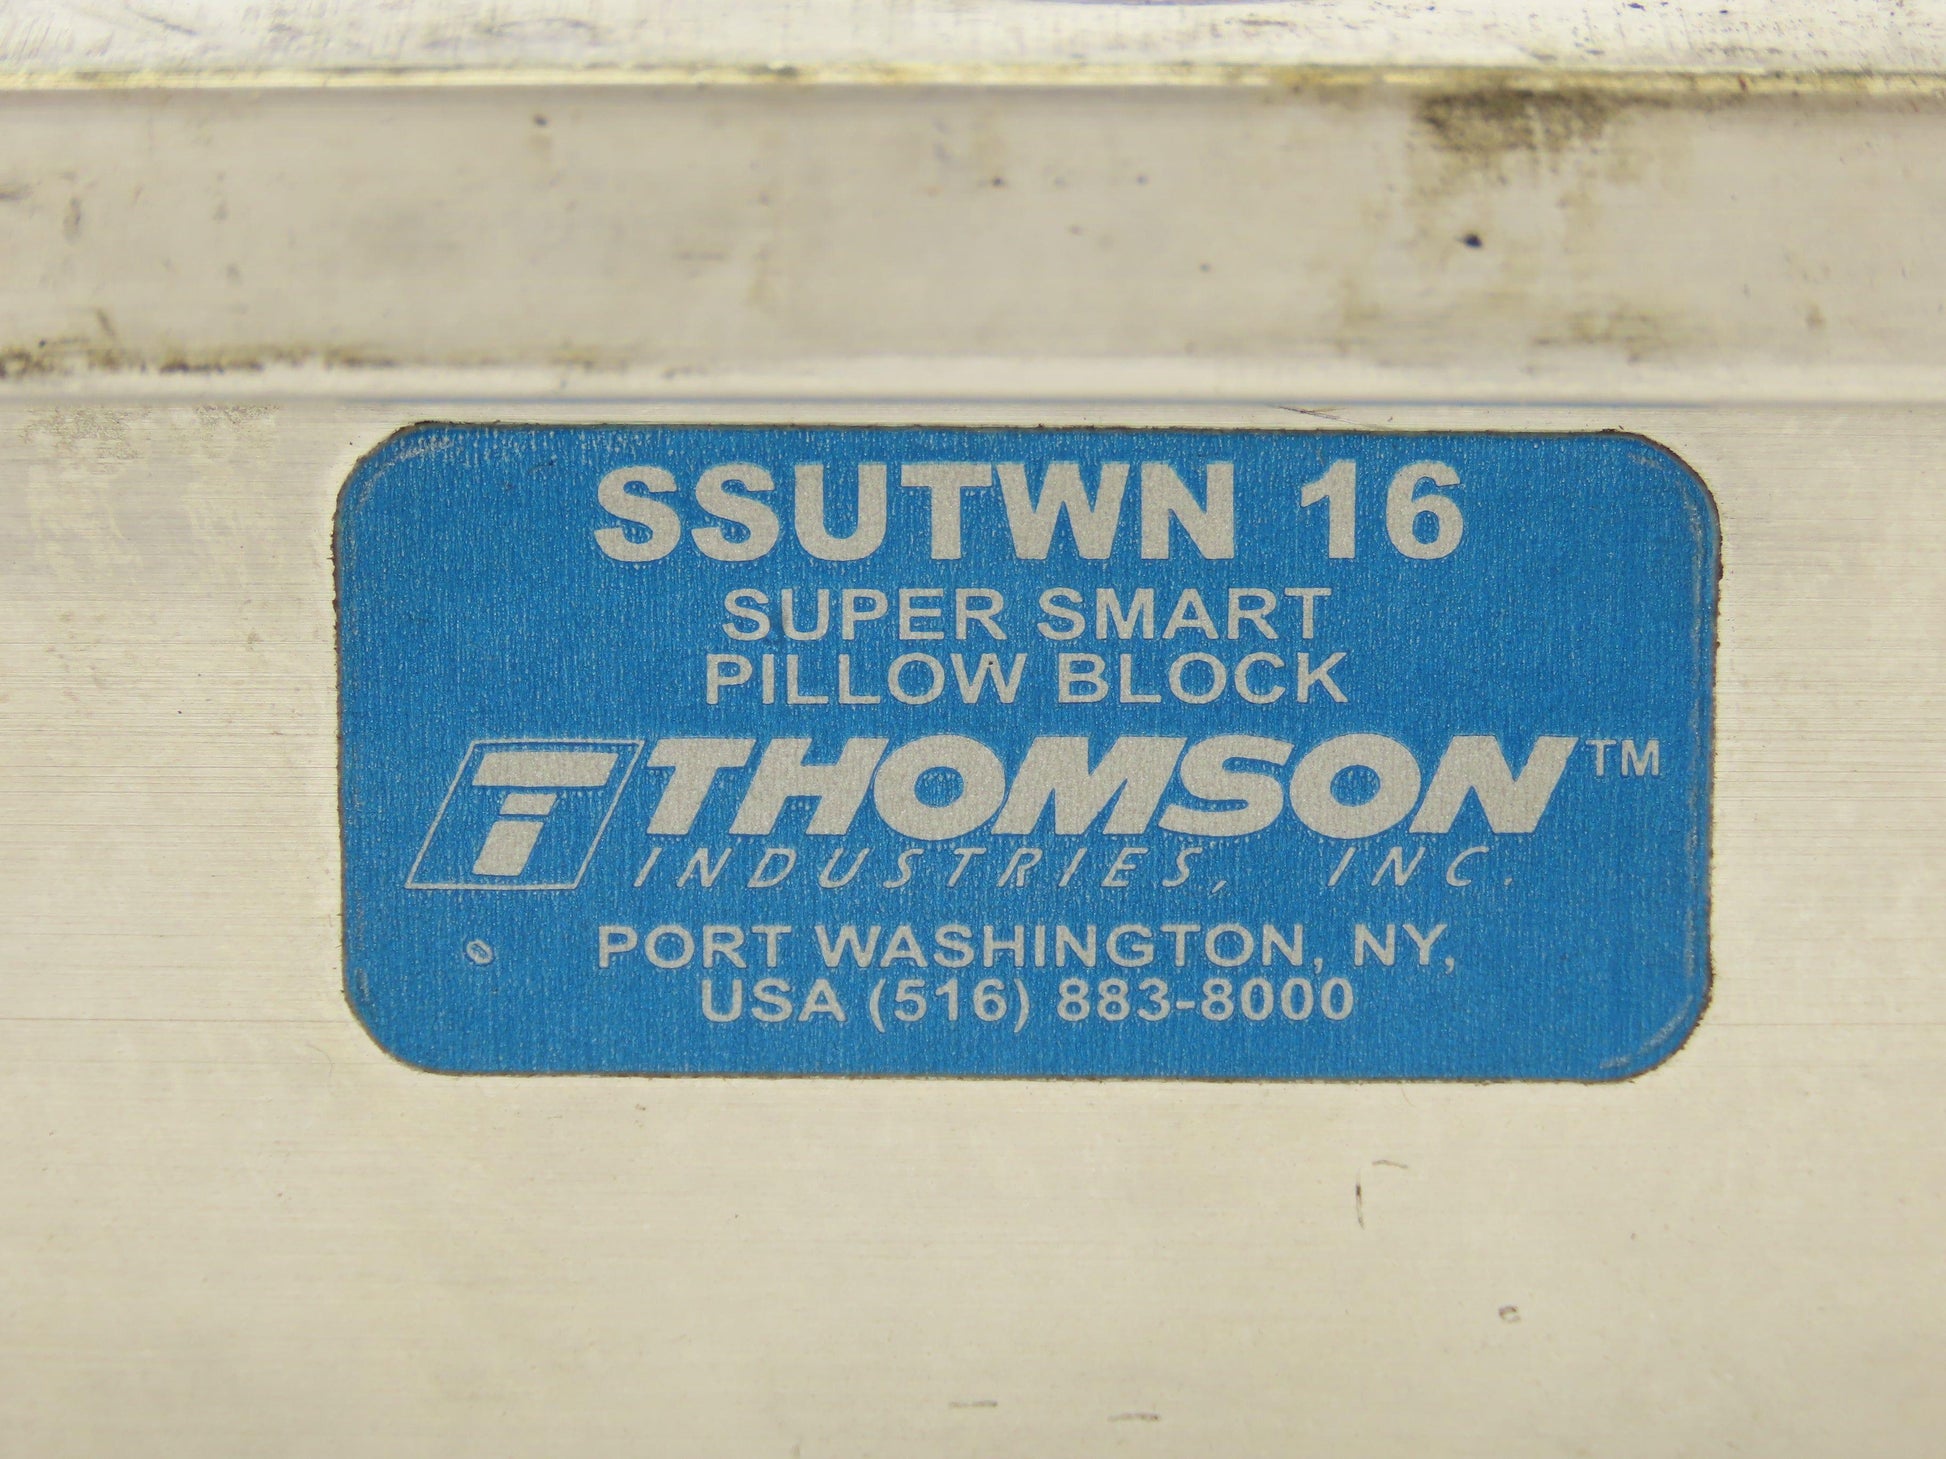 SSUTWN 16
SUPER SMART
PILLOW BLOCK
T THOMSON™
INDUSTRIES, INC.
PORT WASHINGTON, NY,
USA (516) 883-8000